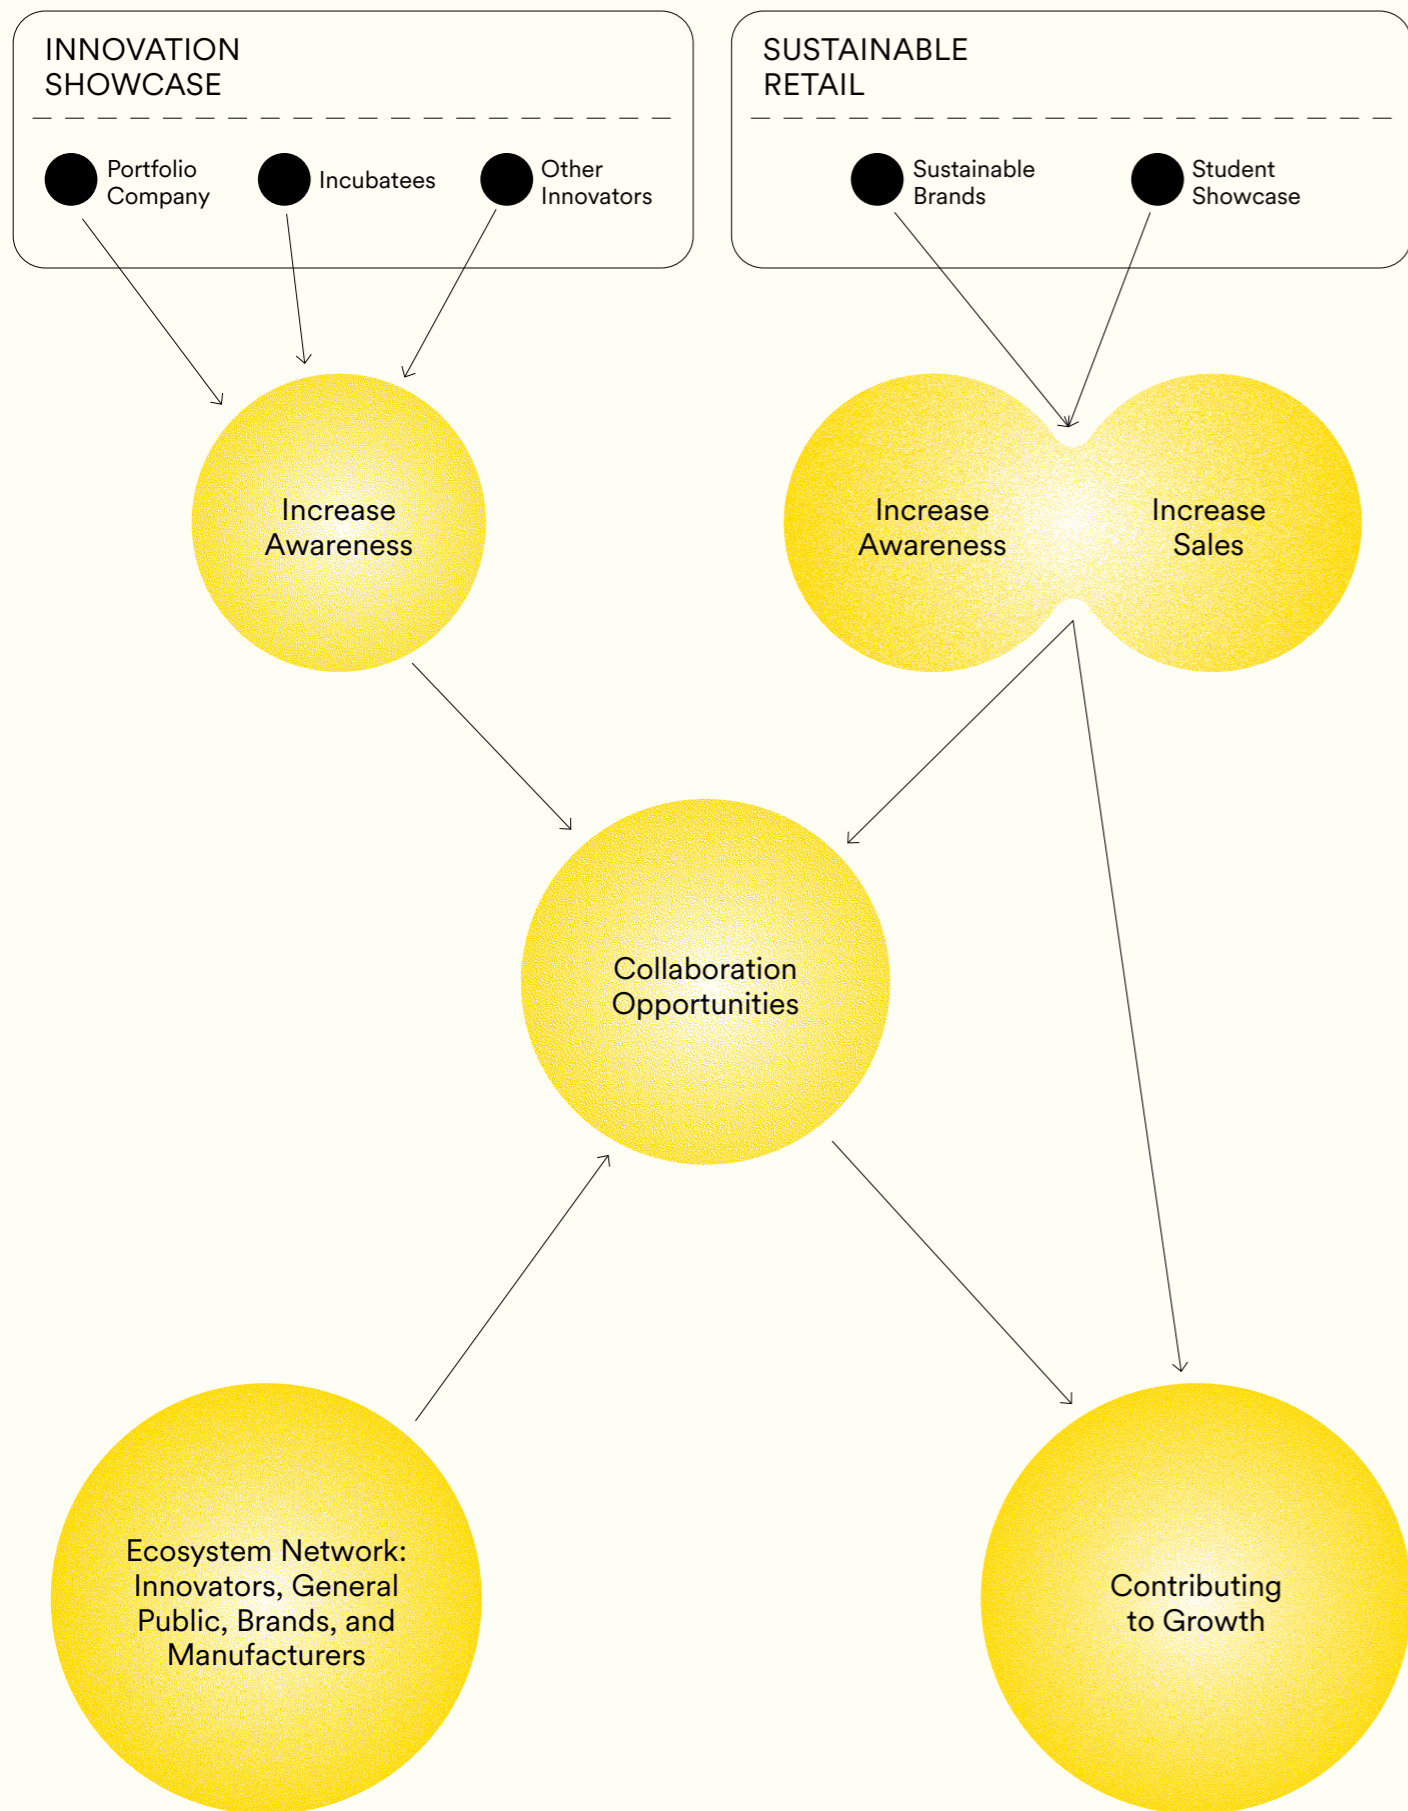 INNOVATION
SHOWCASE
Portfolio
Company
Incubatees
Other
Innovators
SUSTAINABLE
RETAIL
Sustainable
Brands
Student
Showcase
Increase
Awareness
Increase
Awareness
Increase
Sales
Collaboration
Opportunities
Ecosystem Network:
Innovators, General
Public, Brands, and
Manufacturers
Contributing
to Growth